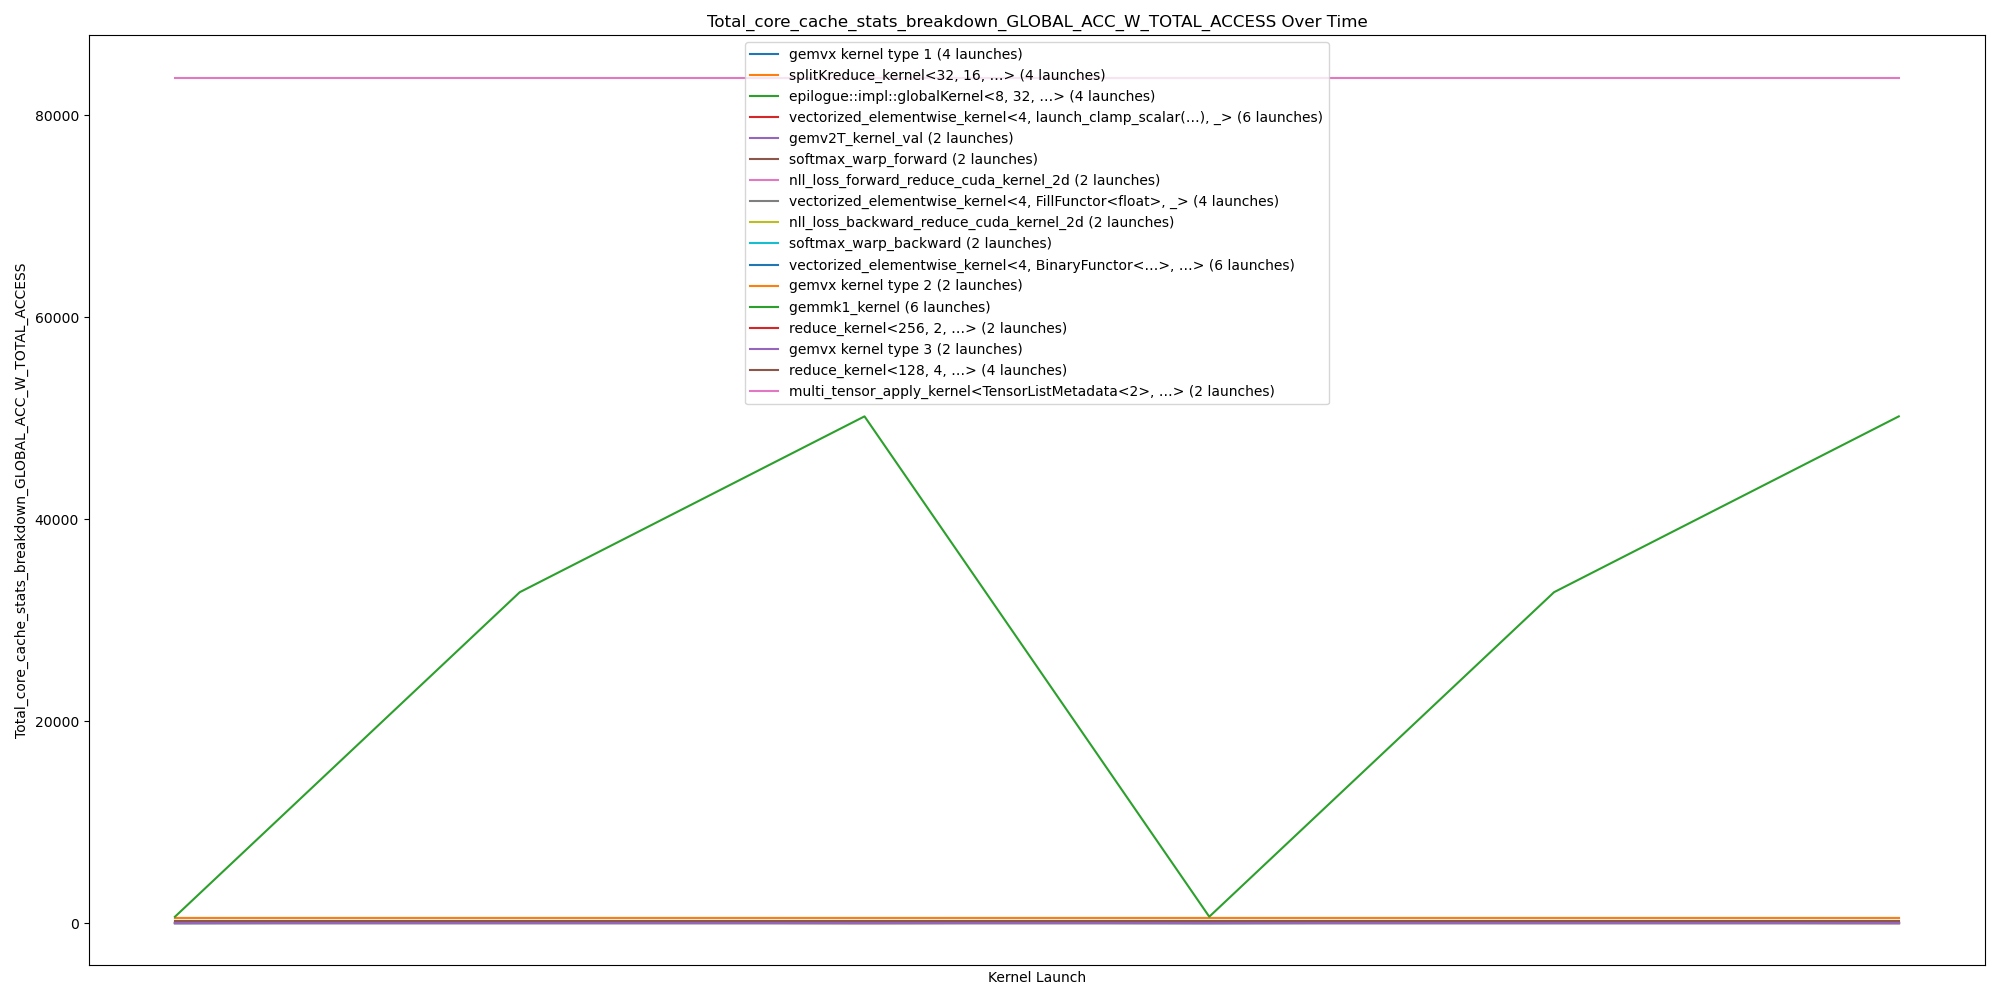 Total_core_cache_stats_breakdown_GLOBAL_ACC_W_TOTAL_ACCESS Over Time
gemvx kernel type 1 (4 launches)
splitKreduce_kernel<32, 16, ...> (4 launches)
epilogue::impl::globalKernel<8, 32, ...> (4 launches)
vectorized_elementwise_kernel<4, launch_clamp_scalar(...), _> (6 launches)
gemv2T_kernel_val (2 launches)
softmax_warp_forward (2 launches)
nll_loss_forward_reduce_cuda_kernel_2d (2 launches)
vectorized_elementwise_kernel<4, FillFunctor<float>, _> (4 launches)
nll_loss_backward_reduce_cuda_kernel_2d (2 launches)
softmax_warp_backward (2 launches)
vectorized_elementwise_kernel<4, BinaryFunctor<...>, ...> (6 launches)
gemvx kernel type 2 (2 launches)
gemmk1_kernel (6 launches)
reduce_kernel<256, 2, ...> (2 launches)
gemvx kernel type 3 (2 launches)
reduce_kernel<128, 4, ...> (4 launches)
multi_tensor_apply_kernel<TensorListMetadata<2>, ...> (2 launches)
Total_core_cache_stats_breakdown_GLOBAL_ACC_W_TOTAL_ACCESS
80000
60000
40000
20000
0
Kernel Launch